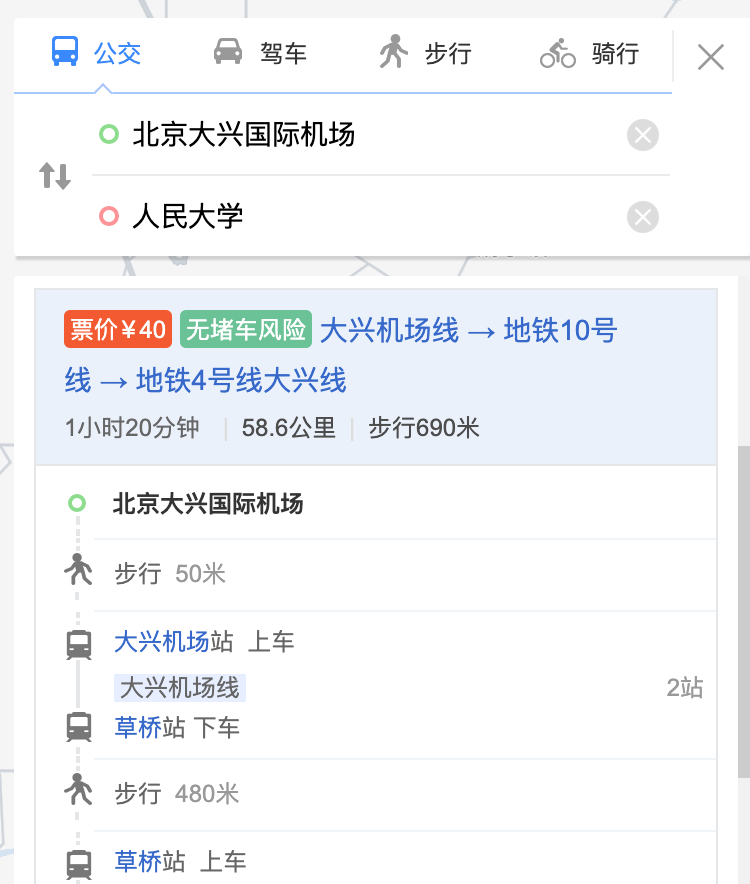 公交 驾车 步行 骑行
北京大兴国际机场
人民大学
票价¥40 无堵车风险 大兴机场线 → 地铁10号
线 → 地铁4号线大兴线
1小时20分钟 | 58.6公里 | 步行690米
北京大兴国际机场
步行 50米
大兴机场站 上车
大兴机场线 2站
草桥站 下车
步行 480米
草桥站 上车